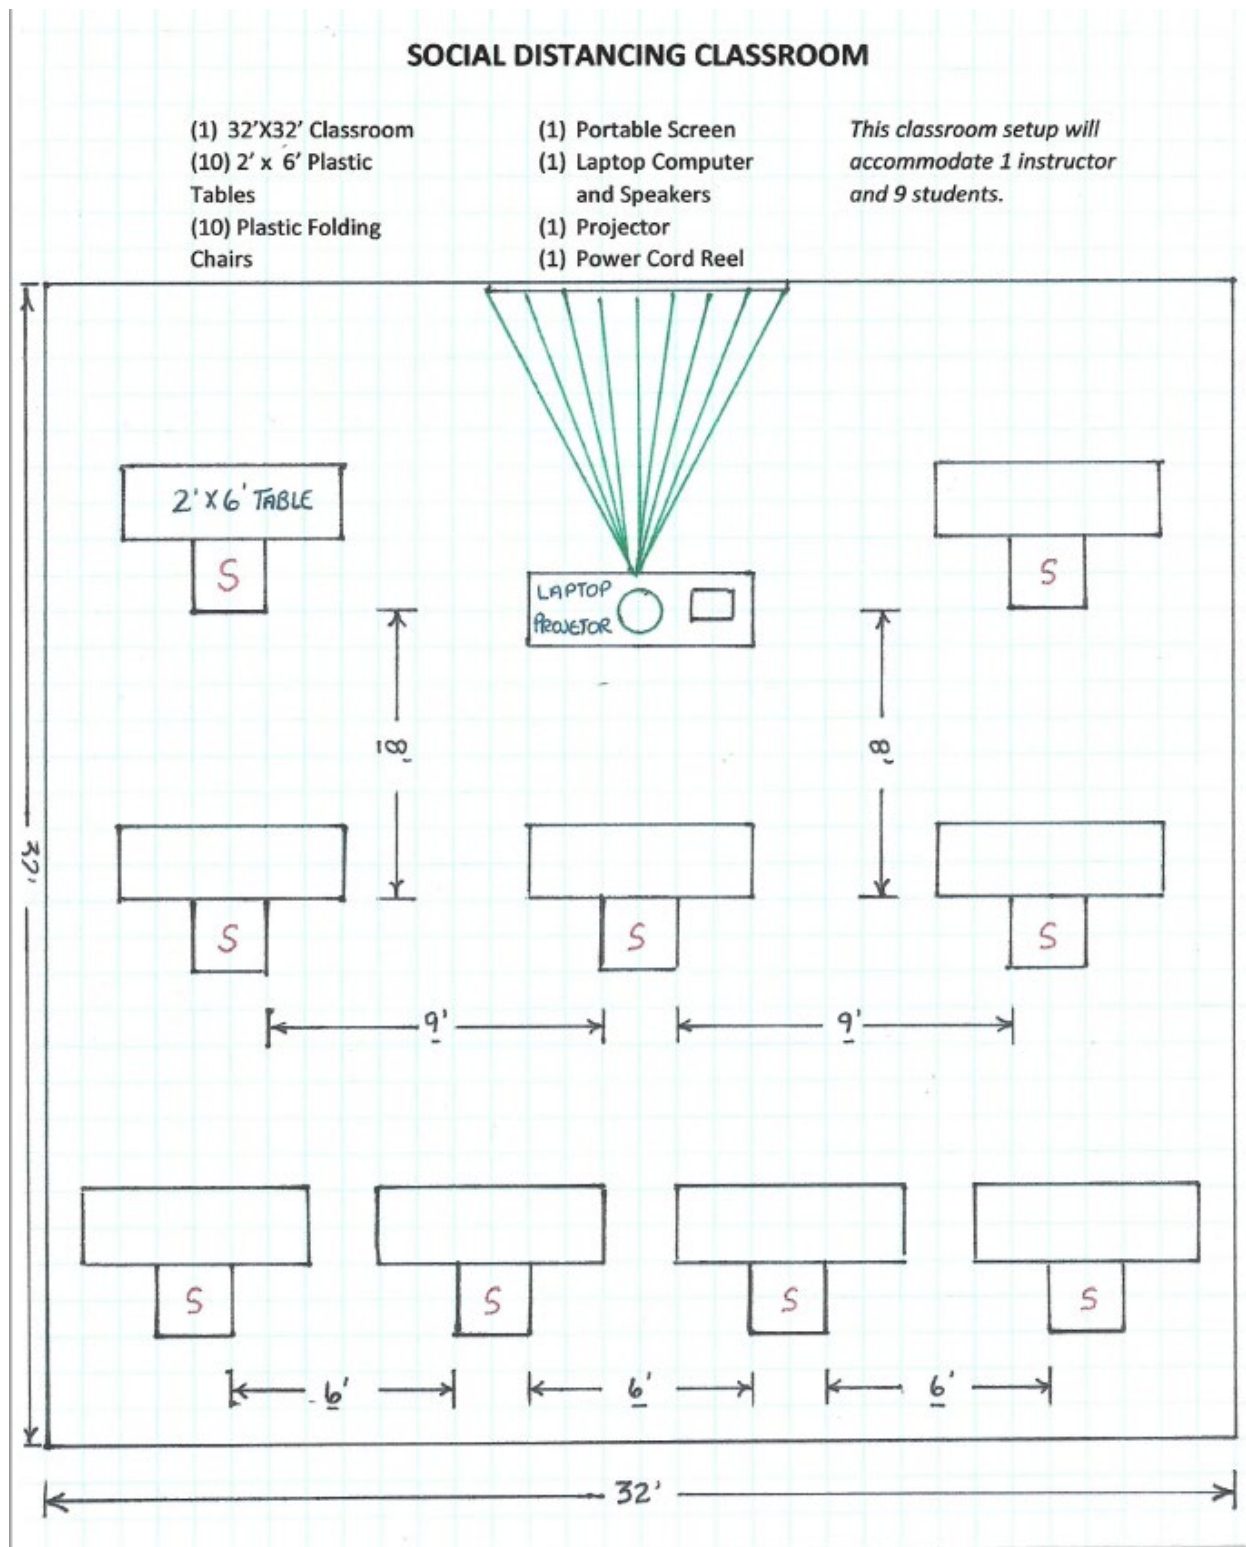 SOCIAL DISTANCING CLASSROOM
(1) 32'X32' Classroom
(10) 2' x 6' Plastic
Tables
(10) Plastic Folding
Chairs
(1) Portable Screen
(1) Laptop Computer
and Speakers
(1) Projector
(1) Power Cord Reel
This classroom setup will
accommodate 1 instructor
and 9 students.
2'X6' TABLE
S
LAPTOP
PROJETOR
S
8'
8'
32'
S
S
S
9'
9'
S
S
S
S
6'
6'
6'
32'